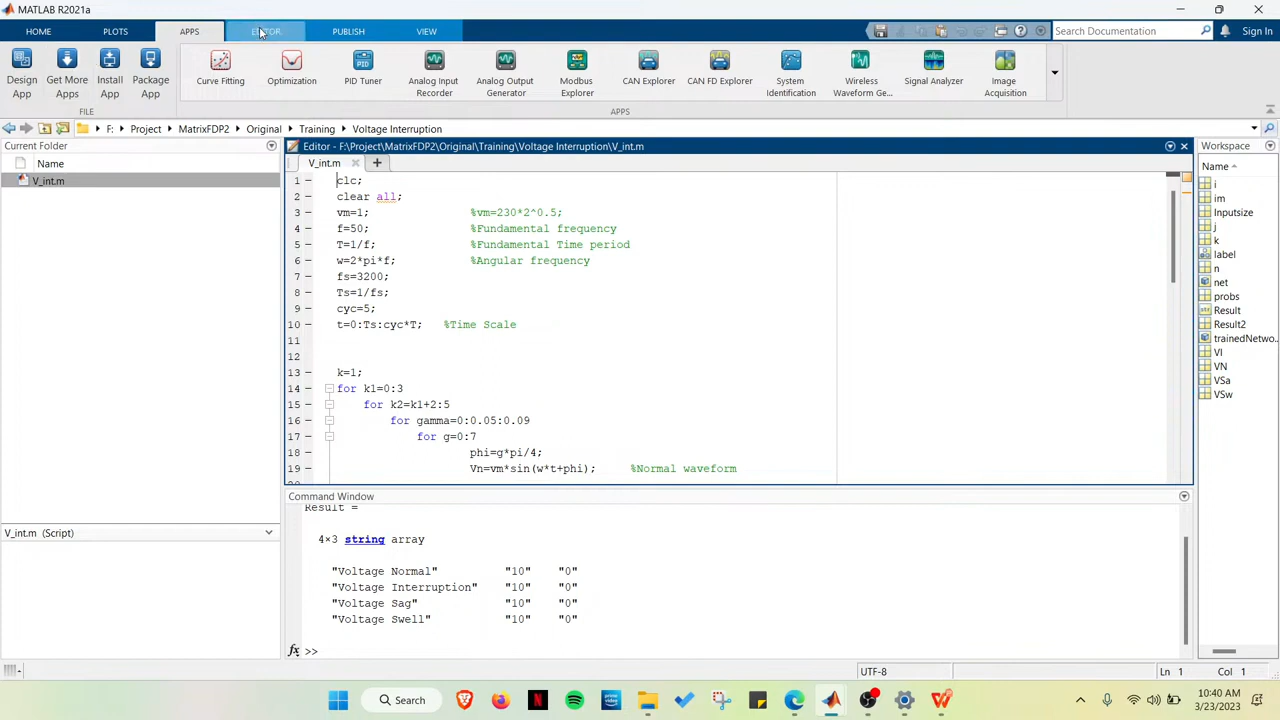 MATLAB R2021a
HOME PLOTS APPS EDITOR PUBLISH VIEW
Search Documentation
Sign In
Design App
Get More Apps
Install App
Package App
Curve Fitting
Optimization
PID Tuner
Analog Input Recorder
Analog Output Generator
Modbus Explorer
CAN Explorer
CAN FD Explorer
System Identification
Wireless Waveform Ge...
Signal Analyzer
Image Acquisition
FILE
APPS
F: Project MatrixFDP2 Original Training Voltage Interruption
Current Folder
Name
V_int.m
V_int.m (Script)
Editor - F:\Project\MatrixFDP2\Original\Training\Voltage Interruption\V_int.m
V_int.m
1 clc;
2 clear all;
3 vm=1; %vm=230*2^0.5;
4 f=50; %Fundamental frequency
5 T=1/f; %Fundamental Time period
6 w=2*pi*f; %Angular frequency
7 fs=3200;
8 Ts=1/fs;
9 cyc=5;
10 t=0:Ts:cyc*T; %Time Scale
11
12
13 k=1;
14 for k1=0:3
15 for k2=k1+2:5
16 for gamma=0:0.05:0.09
17 for g=0:7
18 phi=g*pi/4;
19 Vn=vm*sin(w*t+phi); %Normal waveform
Command Window
Result =
4×3 string array
"Voltage Normal" "10" "0"
"Voltage Interruption" "10" "0"
"Voltage Sag" "10" "0"
"Voltage Swell" "10" "0"
fx >>
Workspace
Name
i
im
Inputsize
j
k
label
n
net
probs
Result
Result2
trainedNetwo...
VI
VN
VSa
VSw
UTF-8
Ln 1 Col 1
Search
10:40 AM
3/23/2023